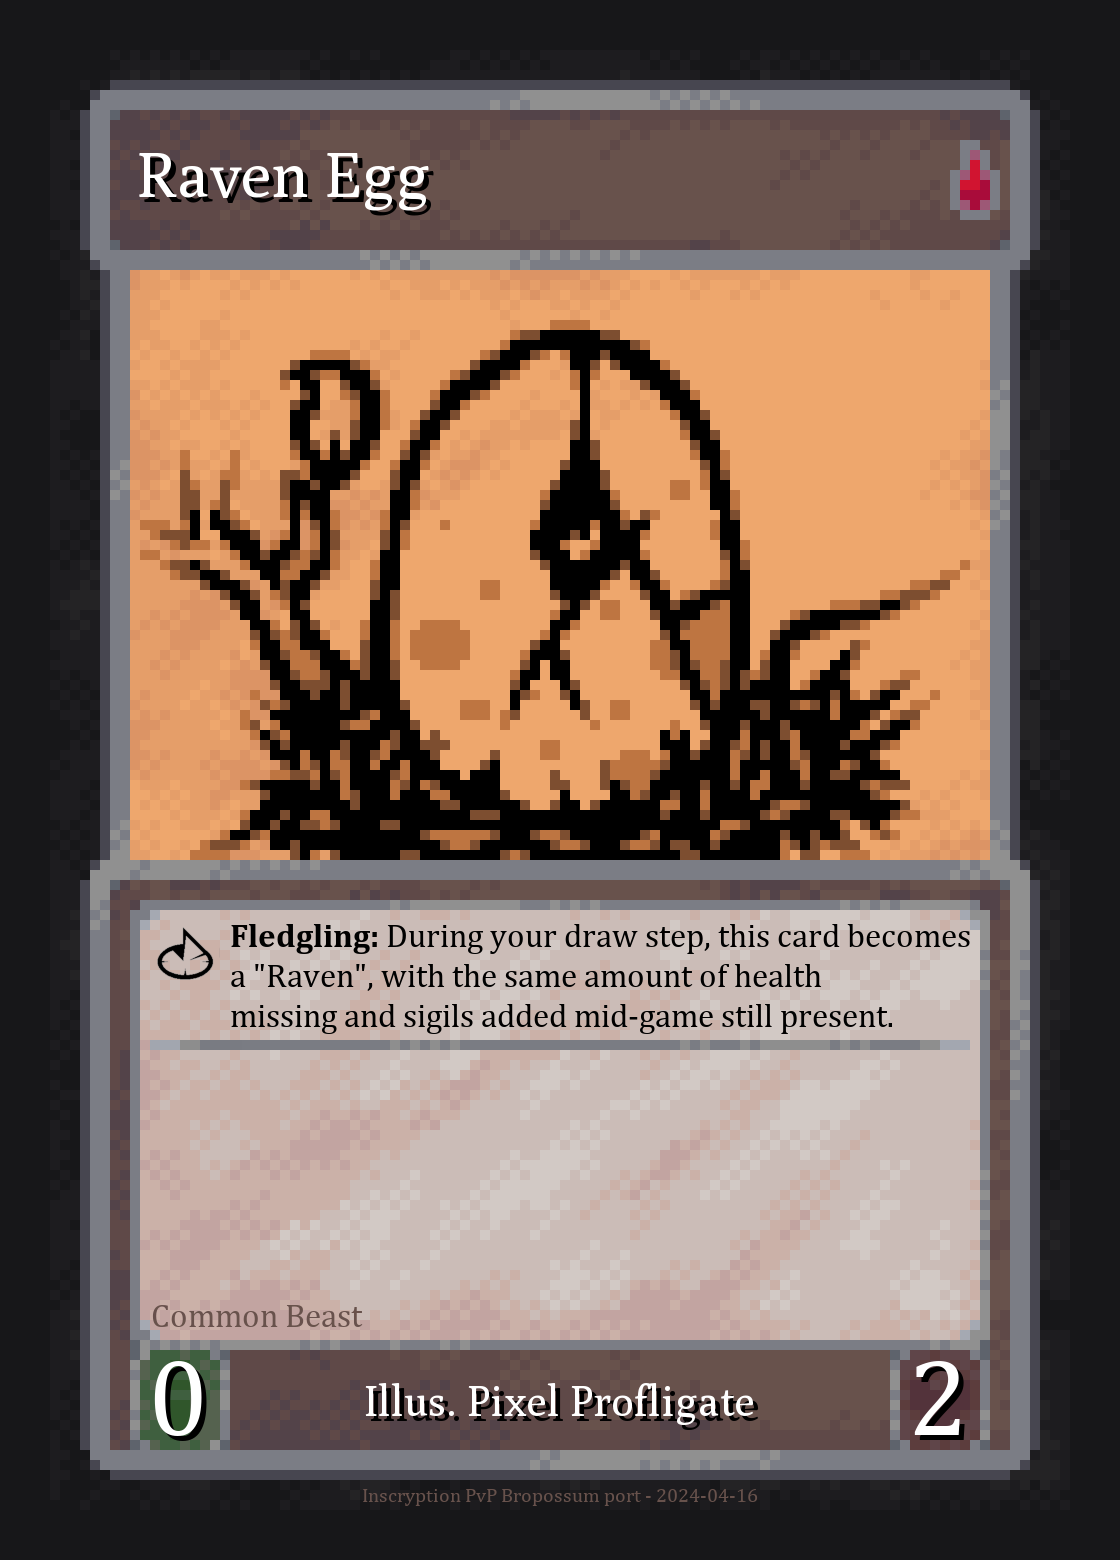 Raven Egg
Fledgling: During your draw step, this card becomes
a "Raven", with the same amount of health
missing and sigils added mid-game still present.
Common Beast
0
Illus. Pixel Profligate
2
Inscryption PvP Bropossum port - 2024-04-16